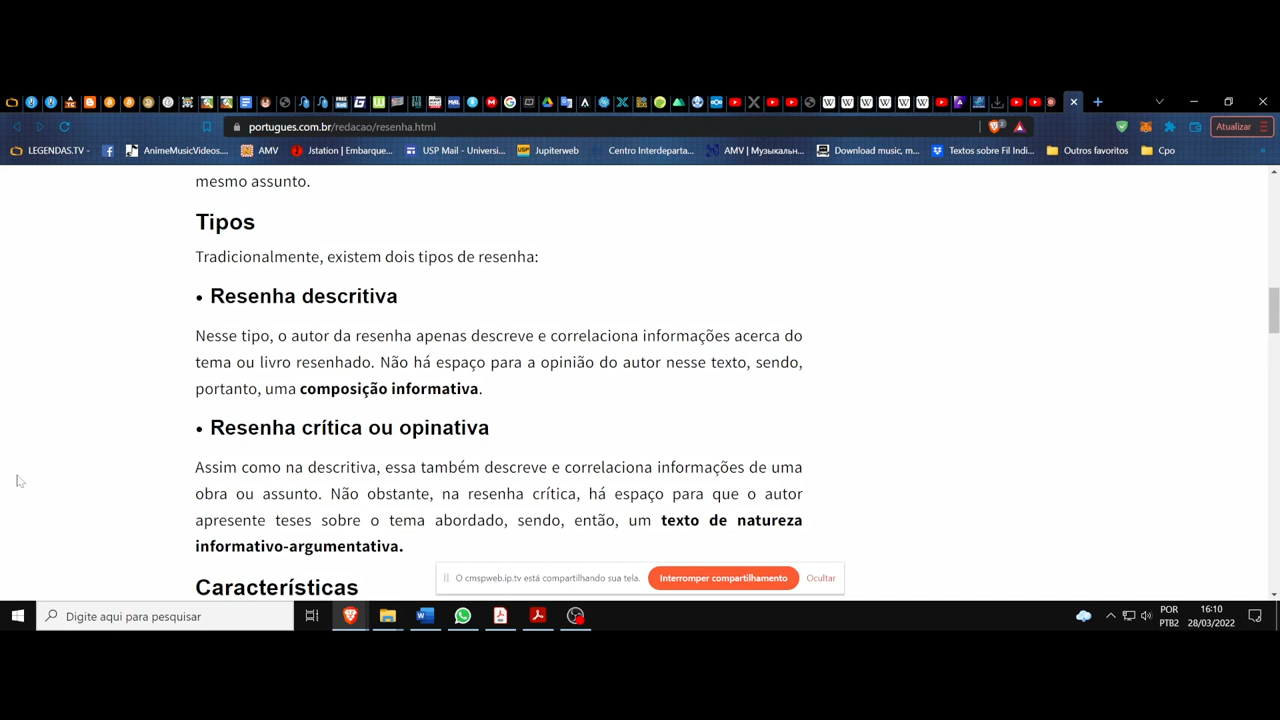 portugues.com.br/redacao/resenha.html
Atualizar
LEGENDAS.TV
AnimeMusicVideos...
AMV
Jstation | Embarque...
USP Mail - Universi...
Jupiterweb
Centro Interdeparta...
AMV | Музыкальн...
Download music, m...
Textos sobre Fil Indi...
Outros favoritos
Cpo
mesmo assunto.
Tipos
Tradicionalmente, existem dois tipos de resenha:
• Resenha descritiva
Nesse tipo, o autor da resenha apenas descreve e correlaciona informações acerca do
tema ou livro resenhado. Não há espaço para a opinião do autor nesse texto, sendo,
portanto, uma composição informativa.
• Resenha crítica ou opinativa
Assim como na descritiva, essa também descreve e correlaciona informações de uma
obra ou assunto. Não obstante, na resenha crítica, há espaço para que o autor
apresente teses sobre o tema abordado, sendo, então, um texto de natureza
informativo-argumentativa.
Características
O cmspweb.ip.tv está compartilhando sua tela.
Interromper compartilhamento
Ocultar
Digite aqui para pesquisar
POR
PTB2
16:10
28/03/2022